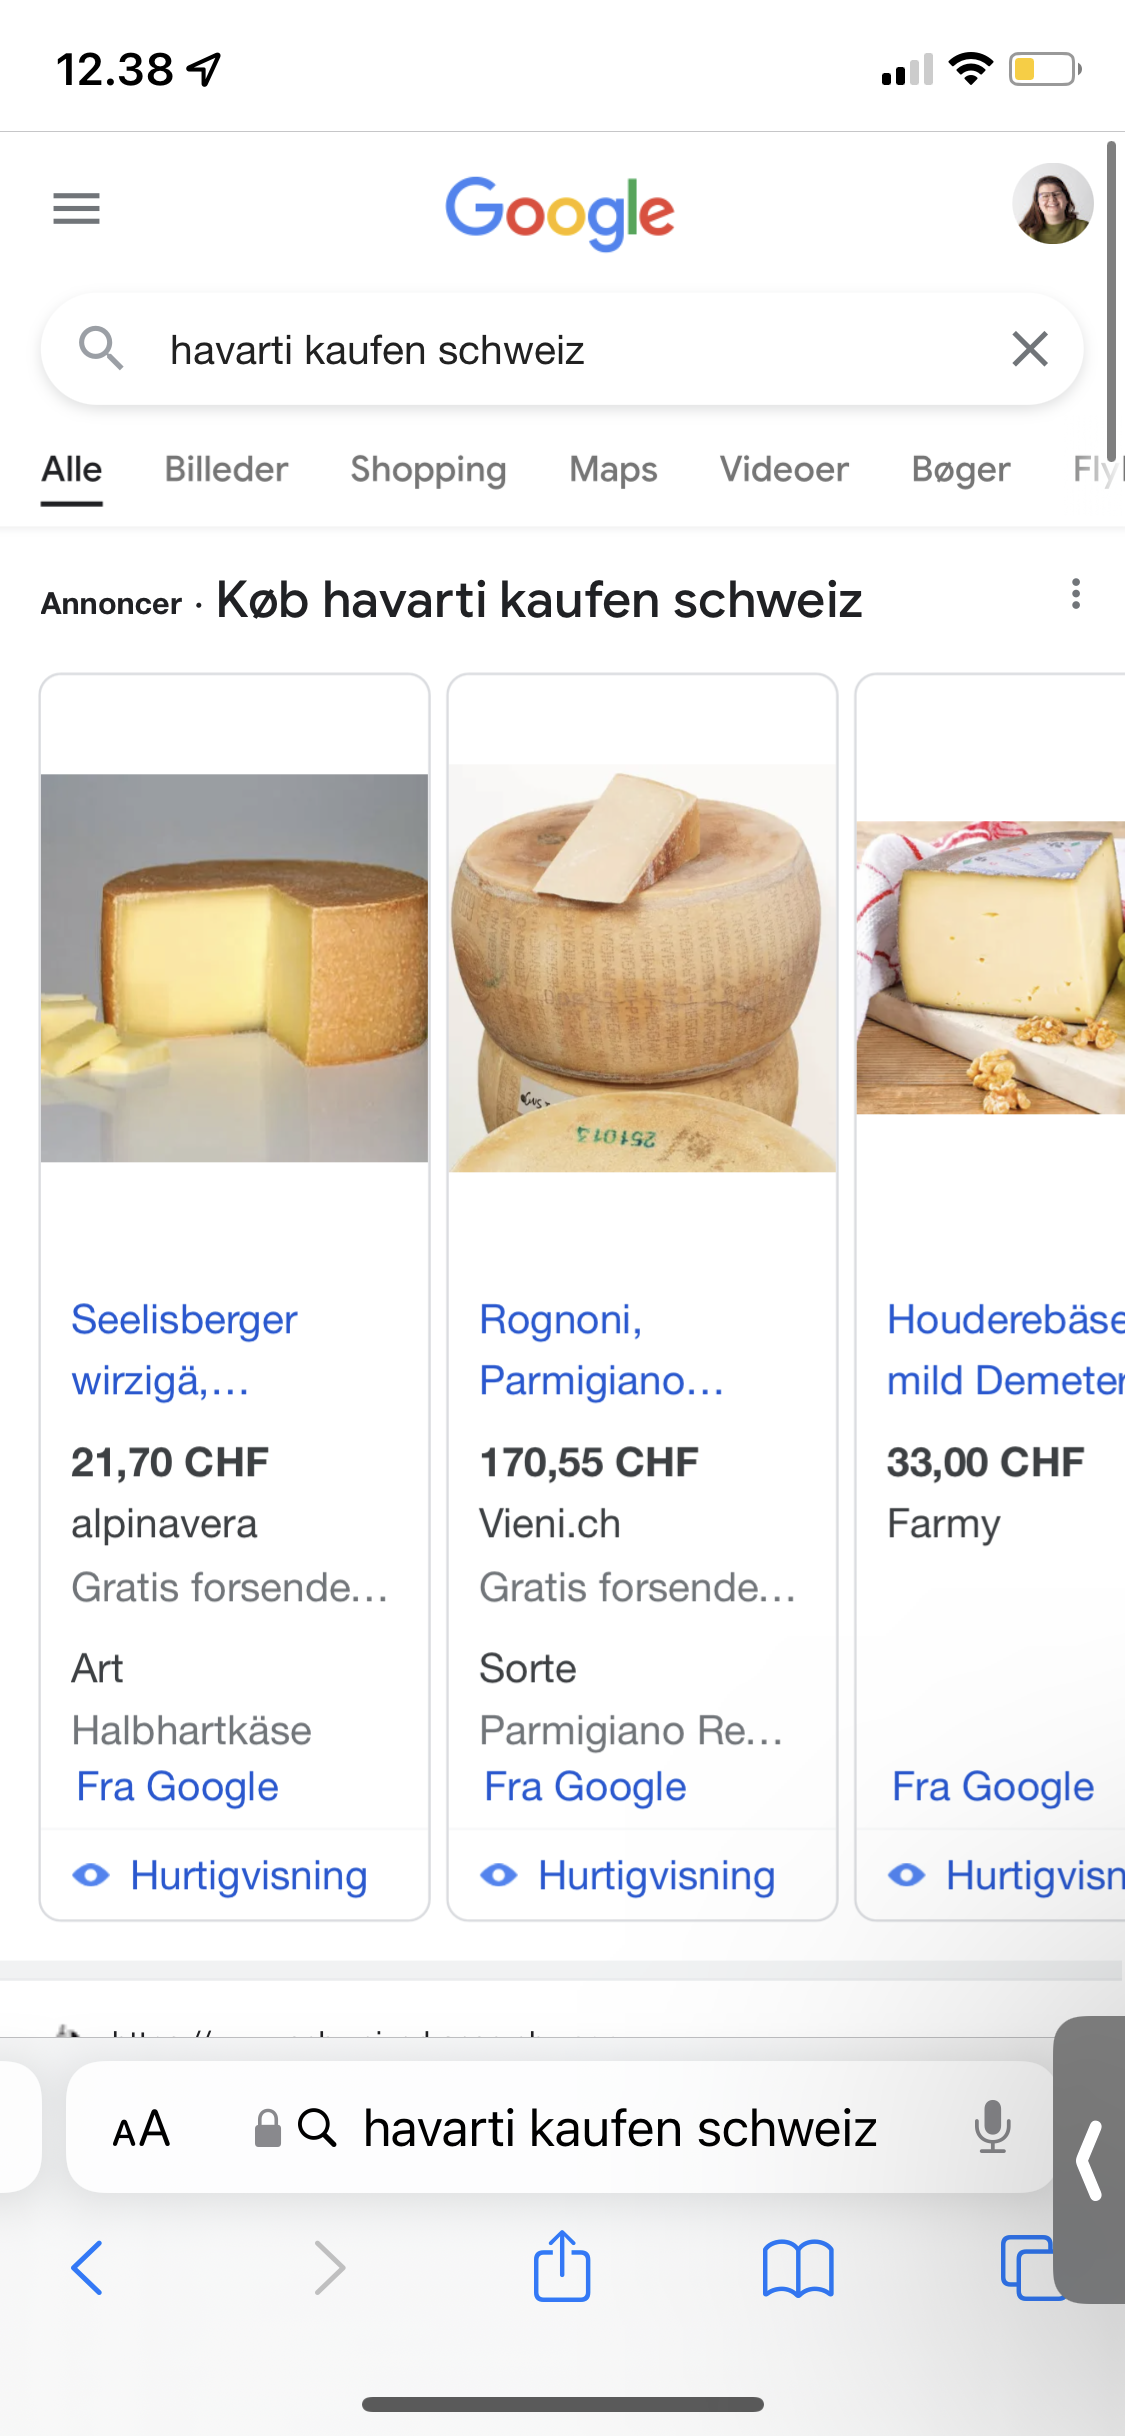 12.38
Google
havarti kaufen schweiz
Alle Billeder Shopping Maps Videoer Bøger
Annoncer · Køb havarti kaufen schweiz
251013
Seelisberger
wirzigä,...
21,70 CHF
alpinavera
Gratis forsende...
Art
Halbhartkäse
Fra Google
Hurtigvisning
Rognoni,
Parmigiano...
170,55 CHF
Vieni.ch
Gratis forsende...
Sorte
Parmigiano Re...
Fra Google
Hurtigvisning
Houderebäse
mild Demeter
33,00 CHF
Farmy
Fra Google
Hurtigvisn
AA havarti kaufen schweiz